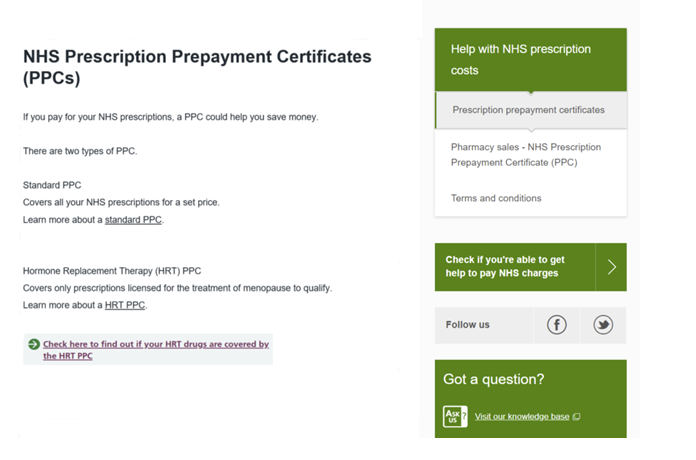 NHS Prescription Prepayment Certificates
(PPCs)
If you pay for your NHS prescriptions, a PPC could help you save money.
There are two types of PPC.
Standard PPC
Covers all your NHS prescriptions for a set price.
Learn more about a standard PPC.
Hormone Replacement Therapy (HRT) PPC
Covers only prescriptions licensed for the treatment of menopause to qualify.
Learn more about a HRT PPC.
Check here to find out if your HRT drugs are covered by
the HRT PPC
Help with NHS prescription
costs
Prescription prepayment certificates
Pharmacy sales - NHS Prescription
Prepayment Certificate (PPC)
Terms and conditions
Check if you're able to get
help to pay NHS charges
Follow us
Got a question?
ASK
US ?
Visit our knowledge base